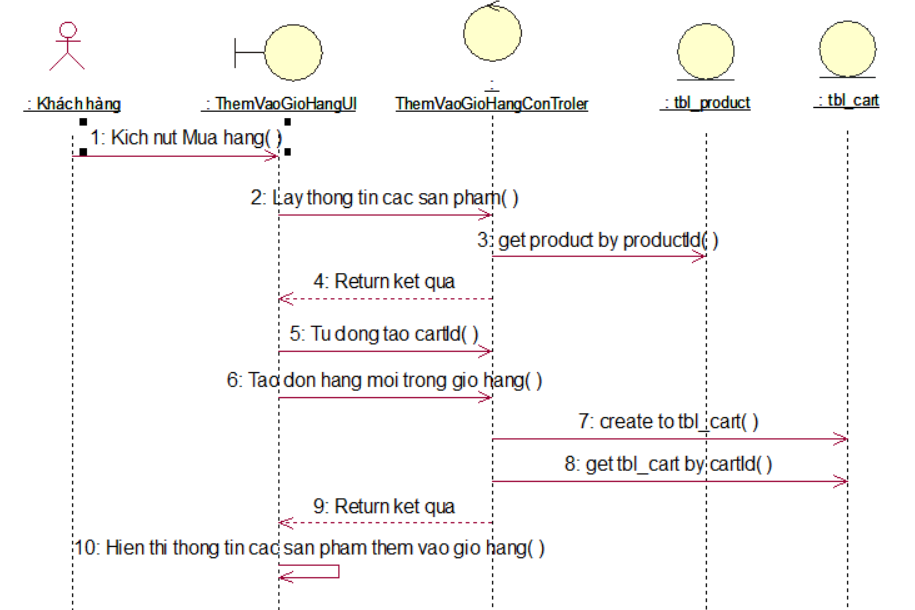 : Khách hàng
: ThemVaoGioHangUI
:
ThemVaoGioHangConTroler
: tbl_product
: tbl_cart
1: Kich nut Mua hang( )
2: Lay thong tin cac san pham( )
3: get product by productId( )
4: Return ket qua
5: Tu dong tao cartId( )
6: Tao don hang moi trong gio hang( )
7: create to tbl_cart( )
8: get tbl_cart by cartId( )
9: Return ket qua
10: Hien thi thong tin cac san pham them vao gio hang( )